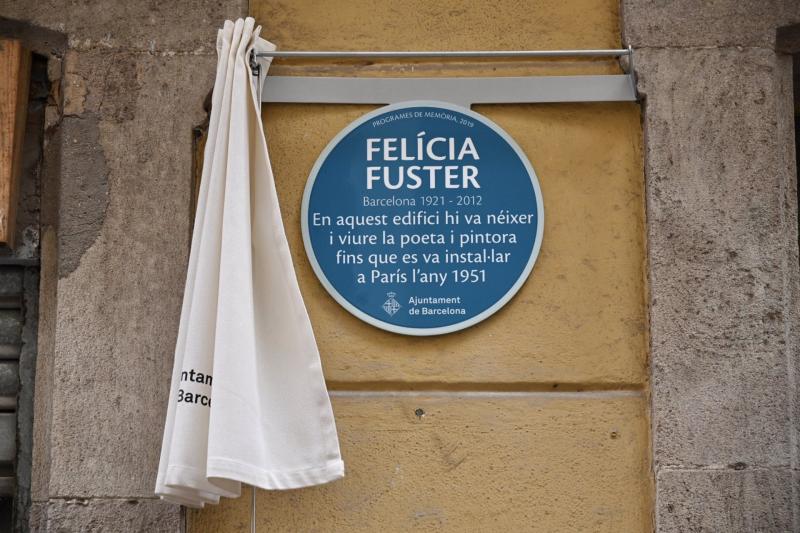 PROGRAMES DE MEMÒRIA, 2019
FELÍCIA
FUSTER
Barcelona 1921 - 2012
En aquest edifici hi va néixer
i viure la poeta i pintora
fins que es va instal·lar
a París l'any 1951
Ajuntament
de Barcelona
ntam
Barce